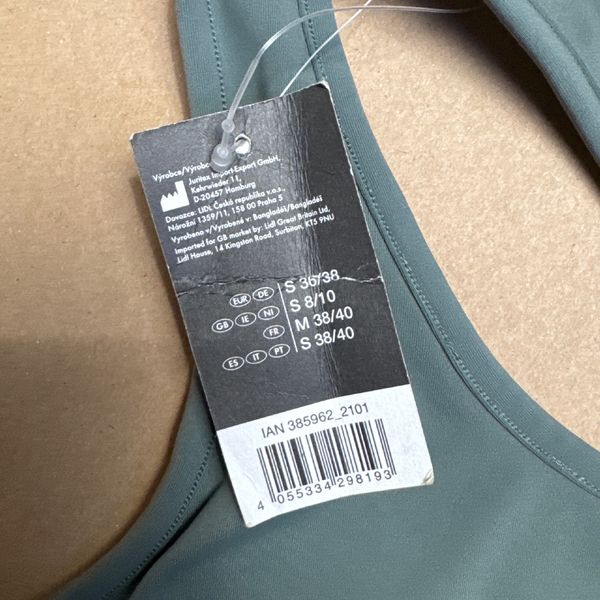 Výrobce/Výrobca:
Juritex Import-Export GmbH,
Kehrwieder 11,
D-20457 Hamburg
Dovozce: LIDL Česká republika v.o.s.,
Nárožní 1359/11, 158 00 Praha 5
Vyrobeno v/Vyrobené v: Bangladéš/Bangladéš
Imported for GB market by: Lidl Great Britain Ltd,
Lidl House, 14 Kingston Road, Surbiton, KT5 9NU
EUR DE S 36/38
GB IE NI S 8/10
FR M 38/40
ES IT PT S 38/40
IAN 385962_2101
4 055334 298193